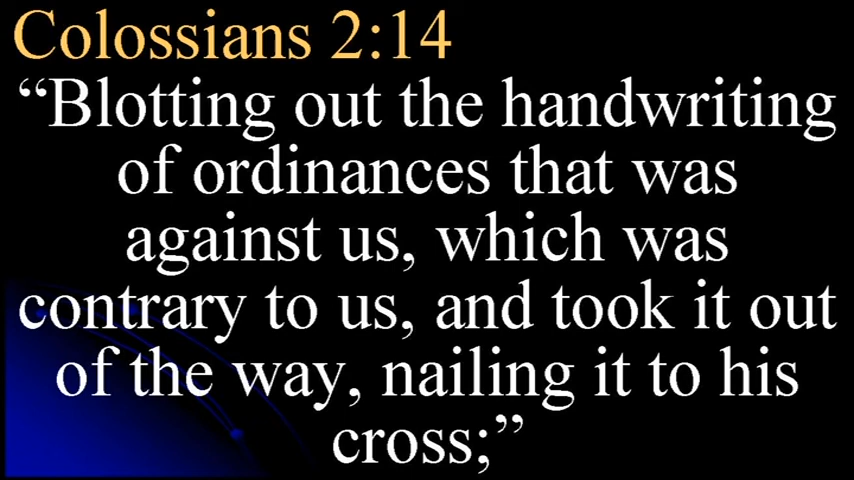 Colossians 2:14
“Blotting out the handwriting
of ordinances that was
against us, which was
contrary to us, and took it out
of the way, nailing it to his
cross;”